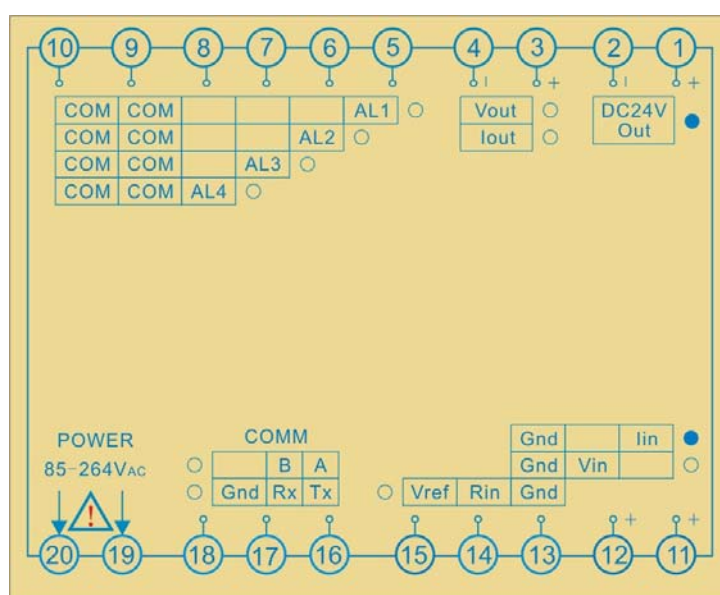 10 9 8 7 6 5 4 3 2 1
- + - +
COM COM AL1 Vout DC24V
COM COM AL2 Iout Out
COM COM AL3
COM COM AL4
POWER COMM Gnd Iin
85-264VAC B A Gnd Vin
Gnd Rx Tx Vref Rin Gnd
!
+ +
20 19 18 17 16 15 14 13 12 11